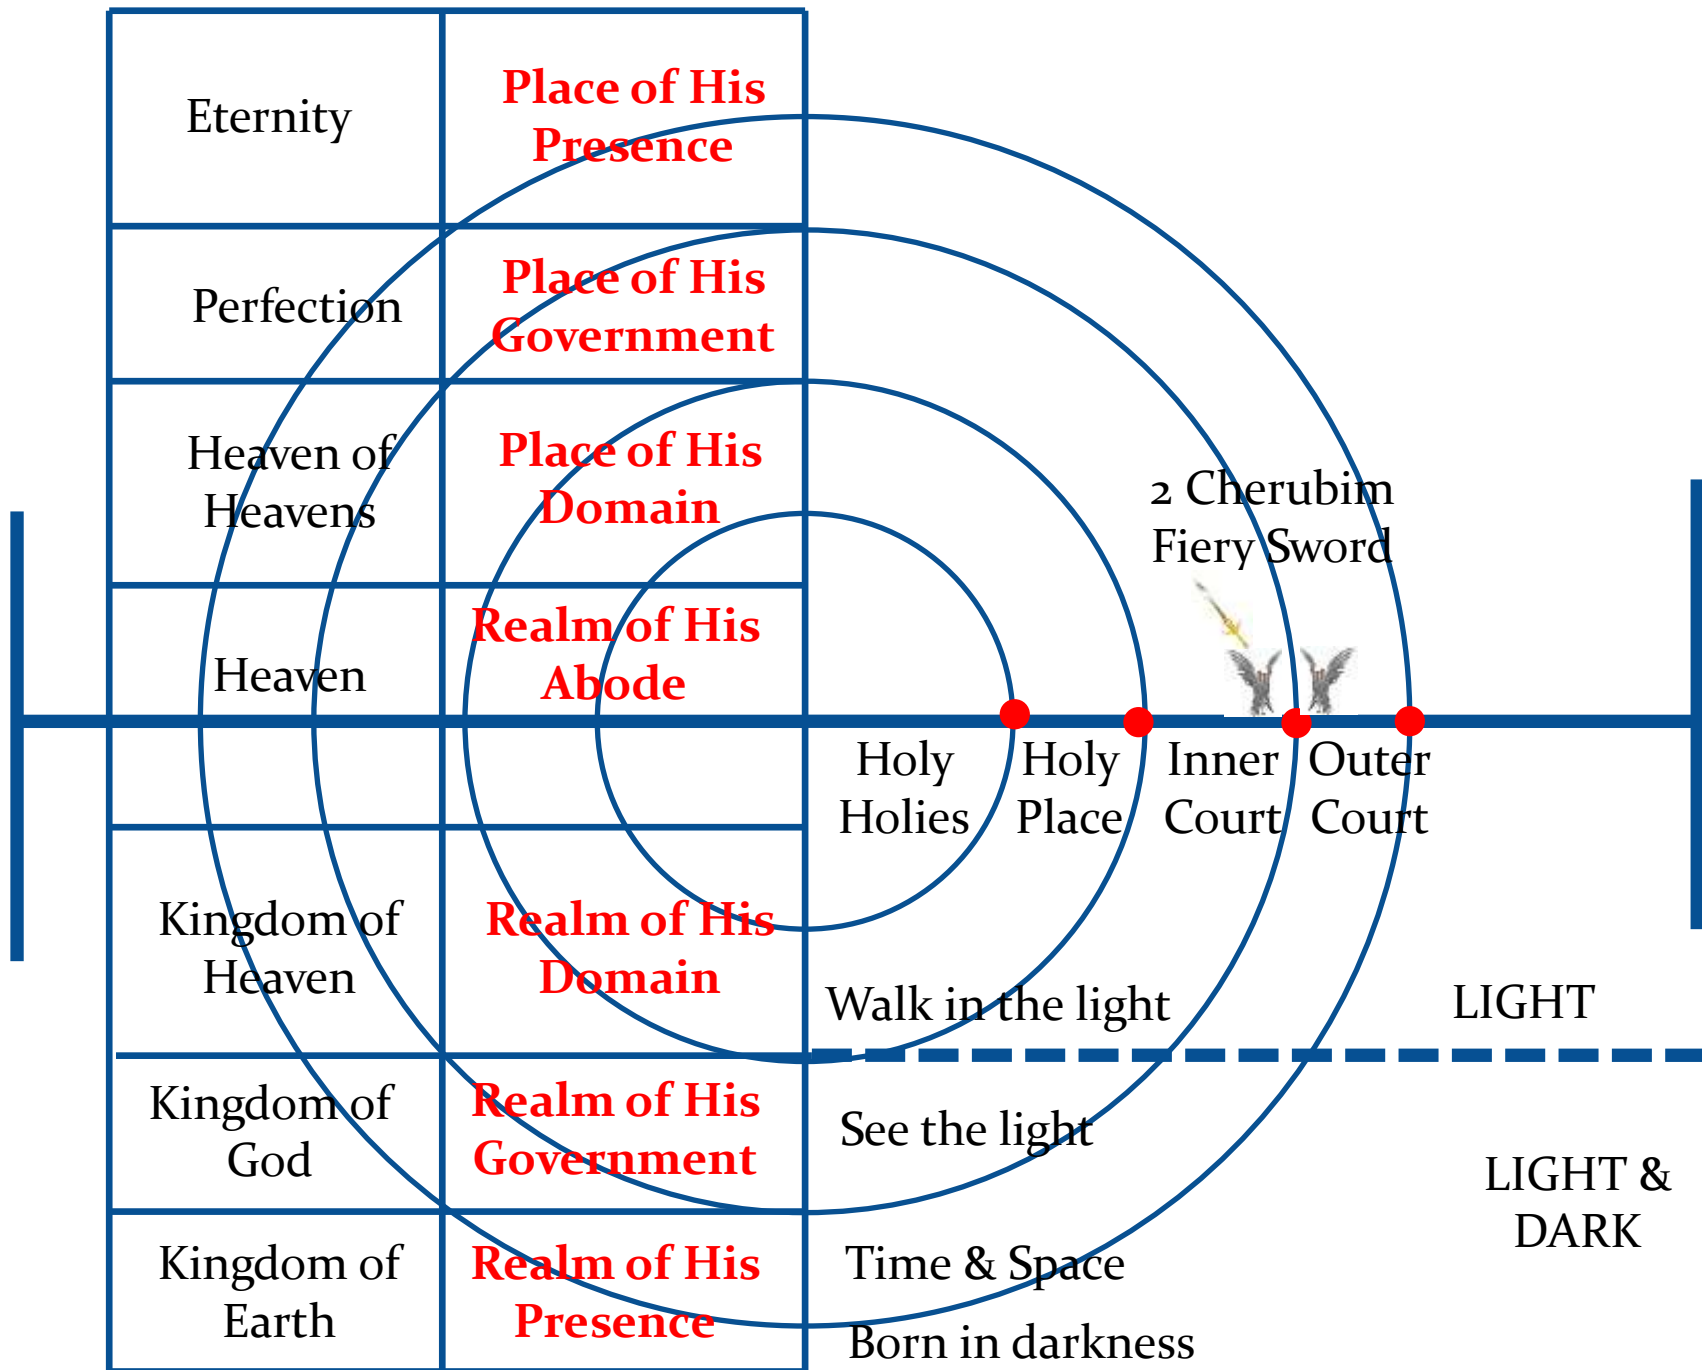 Eternity
Place of His
Presence
Perfection
Place of His
Government
Heaven of
Heavens
Place of His
Domain
2 Cherubim
Fiery Sword
Heaven
Realm of His
Abode
Holy
Holies
Holy
Place
Inner
Court
Outer
Court
Kingdom of
Heaven
Realm of His
Domain
Walk in the light
LIGHT
Kingdom of
God
Realm of His
Government
See the light
LIGHT &
DARK
Kingdom of
Earth
Realm of His
Presence
Time & Space
Born in darkness